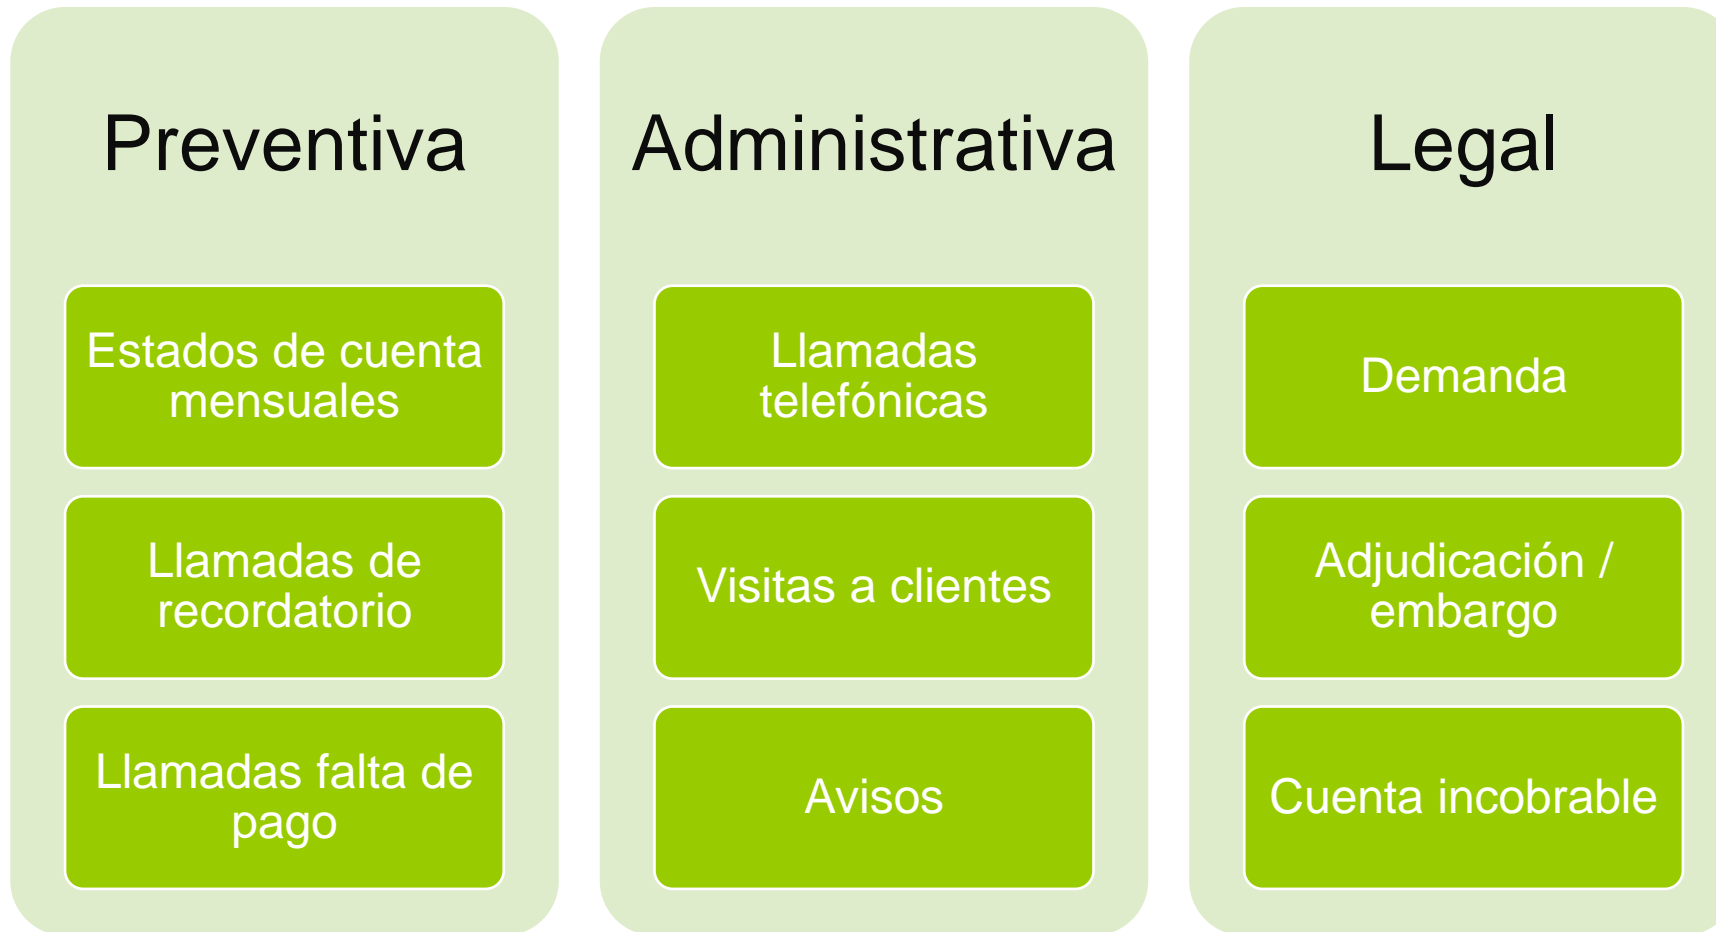 Preventiva
Estados de cuenta
mensuales
Llamadas de
recordatorio
Llamadas falta de
pago
Administrativa
Llamadas
telefónicas
Visitas a clientes
Avisos
Legal
Demanda
Adjudicación /
embargo
Cuenta incobrable